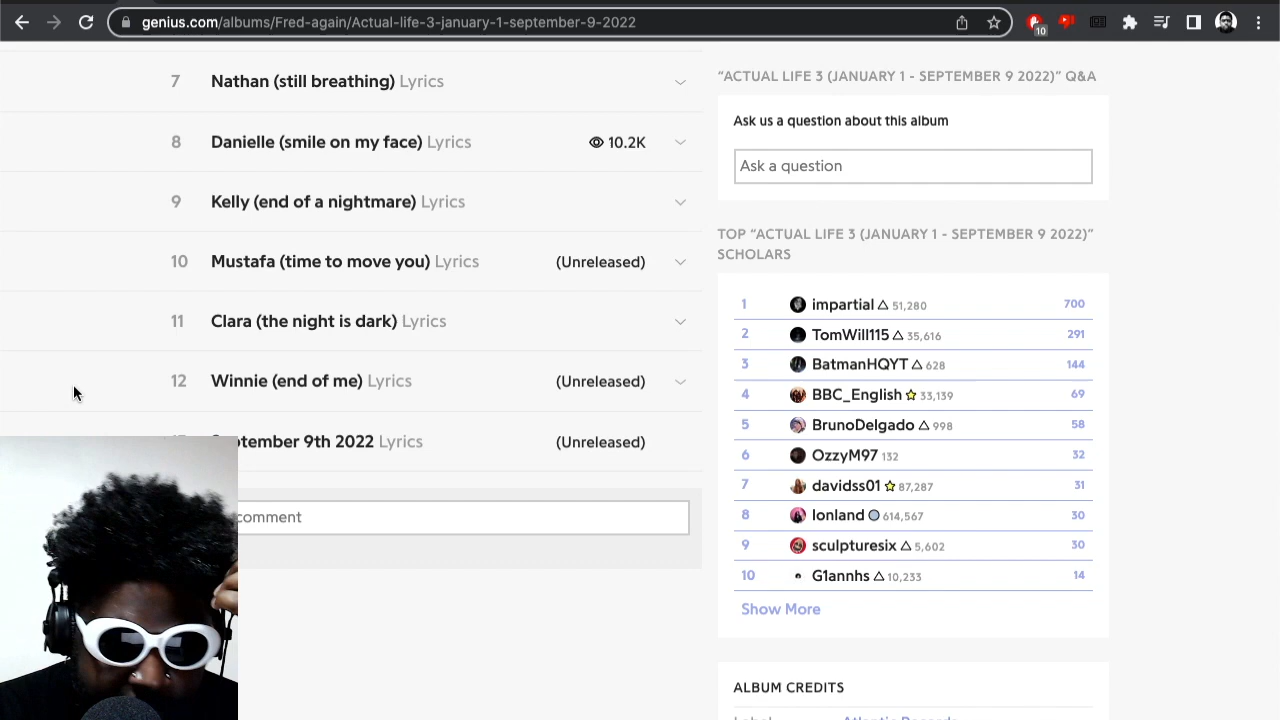 genius.com/albums/Fred-again/Actual-life-3-january-1-september-9-2022
10
7 Nathan (still breathing) Lyrics
8 Danielle (smile on my face) Lyrics 10.2K
9 Kelly (end of a nightmare) Lyrics
10 Mustafa (time to move you) Lyrics (Unreleased)
11 Clara (the night is dark) Lyrics
12 Winnie (end of me) Lyrics (Unreleased)
September 9th 2022 Lyrics (Unreleased)
comment
“ACTUAL LIFE 3 (JANUARY 1 - SEPTEMBER 9 2022)” Q&A
Ask us a question about this album
Ask a question
TOP “ACTUAL LIFE 3 (JANUARY 1 - SEPTEMBER 9 2022)”
SCHOLARS
1 impartial 51,280 700
2 TomWill115 35,616 291
3 BatmanHQYT 628 144
4 BBC_English 33,139 69
5 BrunoDelgado 998 58
6 OzzyM97 132 32
7 davidss01 87,287 31
8 lonland 614,567 30
9 sculpturesix 5,602 30
10 G1annhs 10,233 14
Show More
ALBUM CREDITS
Label Atlantic Records